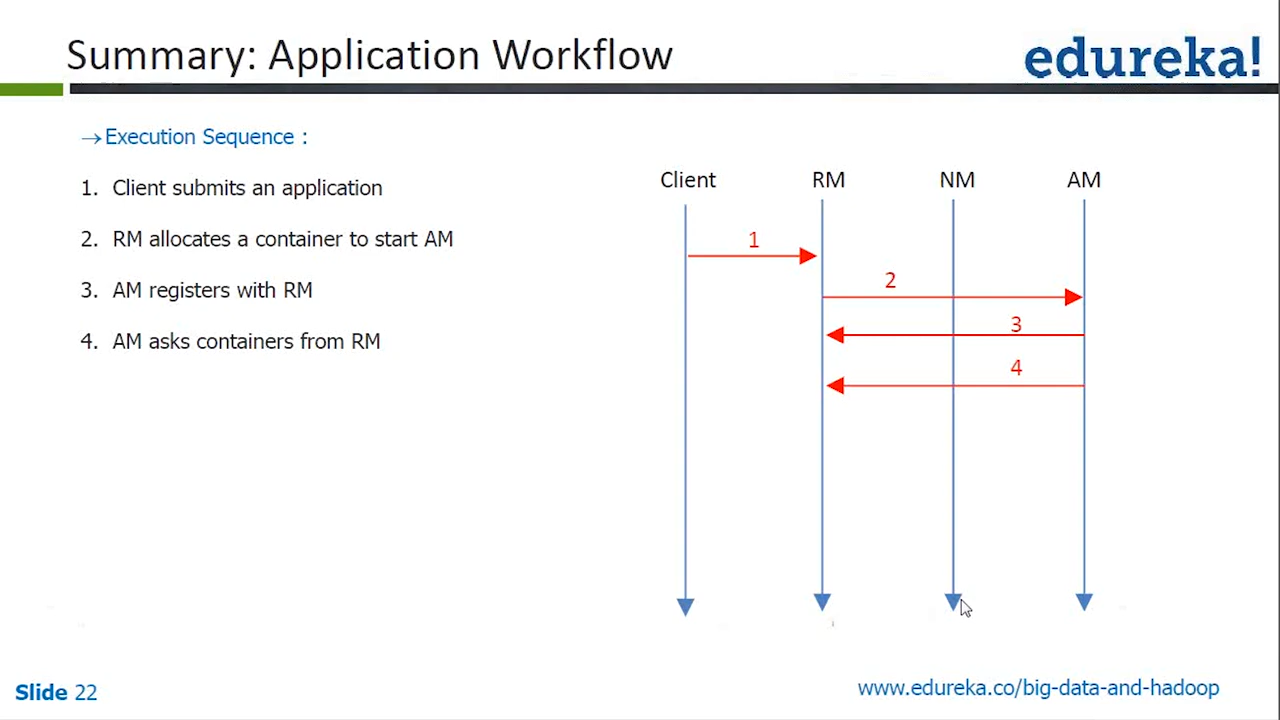 Summary: Application Workflow
edureka!
→Execution Sequence :
1. Client submits an application
2. RM allocates a container to start AM
3. AM registers with RM
4. AM asks containers from RM
Client RM NM AM
1
2
3
4
Slide 22
www.edureka.co/big-data-and-hadoop